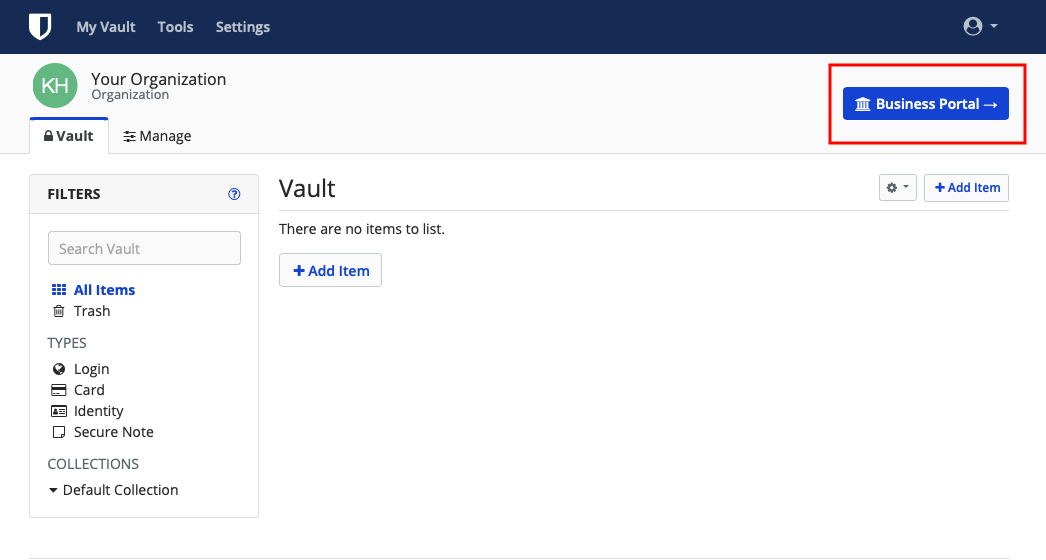 My Vault Tools Settings
KH
Your Organization
Organization
Business Portal →
Vault Manage
FILTERS
Search Vault
All Items
Trash
TYPES
Login
Card
Identity
Secure Note
COLLECTIONS
Default Collection
Vault
Add Item
There are no items to list.
Add Item